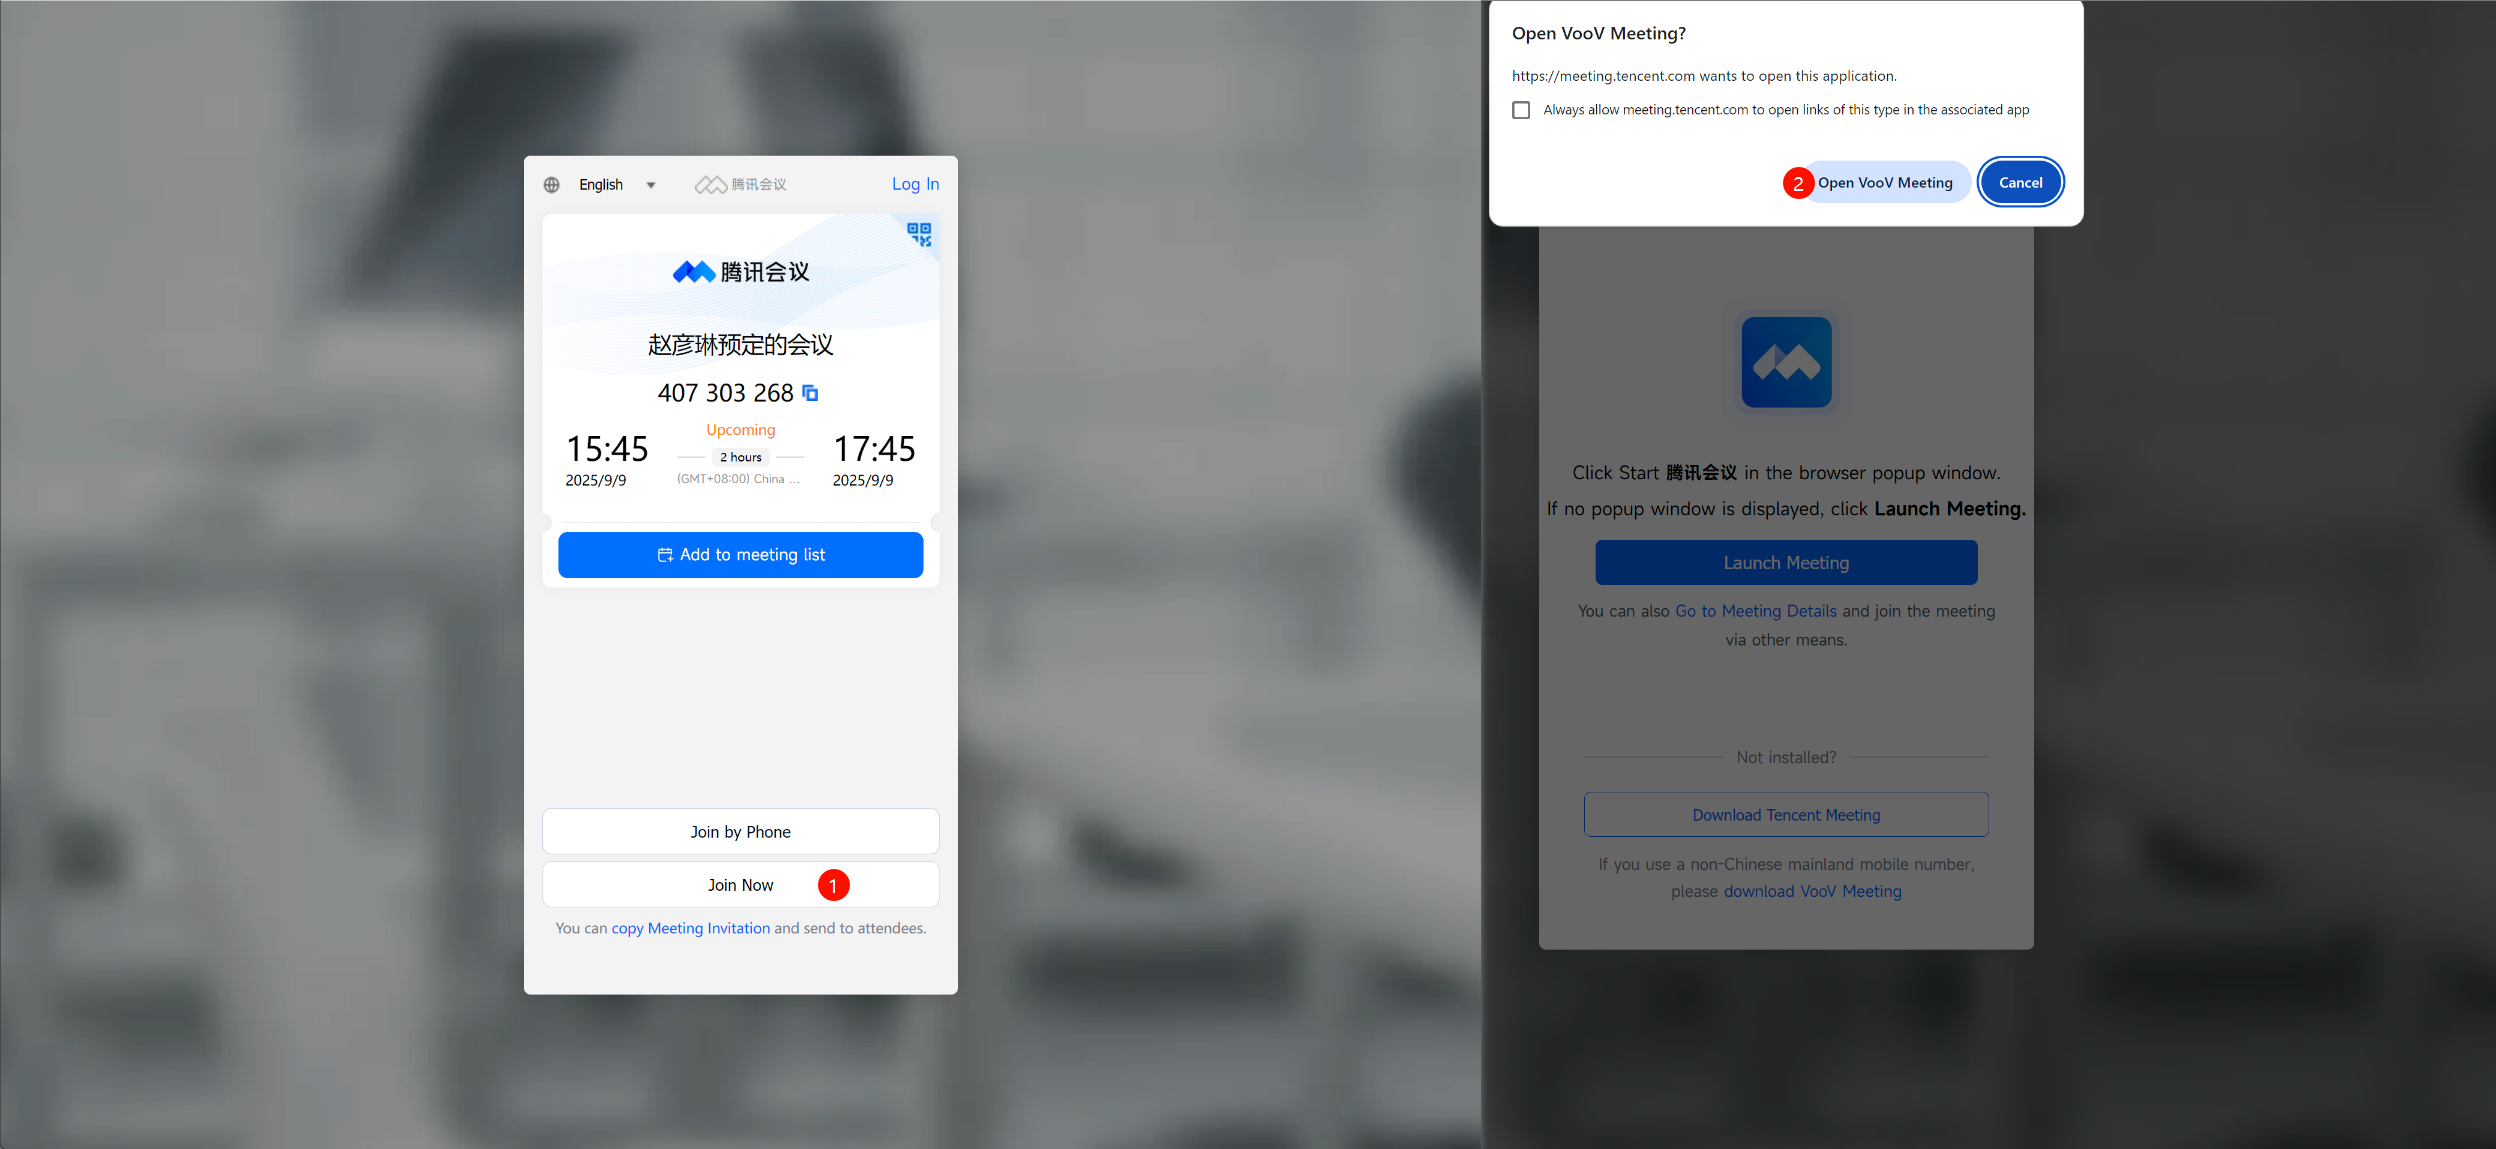 English
腾讯会议
Log In
腾讯会议
赵彦琳预定的会议
407 303 268
Upcoming
15:45
2 hours
17:45
2025/9/9
(GMT+08:00) China ...
2025/9/9
Add to meeting list
Join by Phone
Join Now
1
You can copy Meeting Invitation and send to attendees.
Open VooV Meeting?
https://meeting.tencent.com wants to open this application.
Always allow meeting.tencent.com to open links of this type in the associated app
2
Open VooV Meeting
Cancel
Click Start 腾讯会议 in the browser popup window.
If no popup window is displayed, click Launch Meeting.
Launch Meeting
You can also Go to Meeting Details and join the meeting
via other means.
Not installed?
Download Tencent Meeting
If you use a non-Chinese mainland mobile number,
please download VooV Meeting